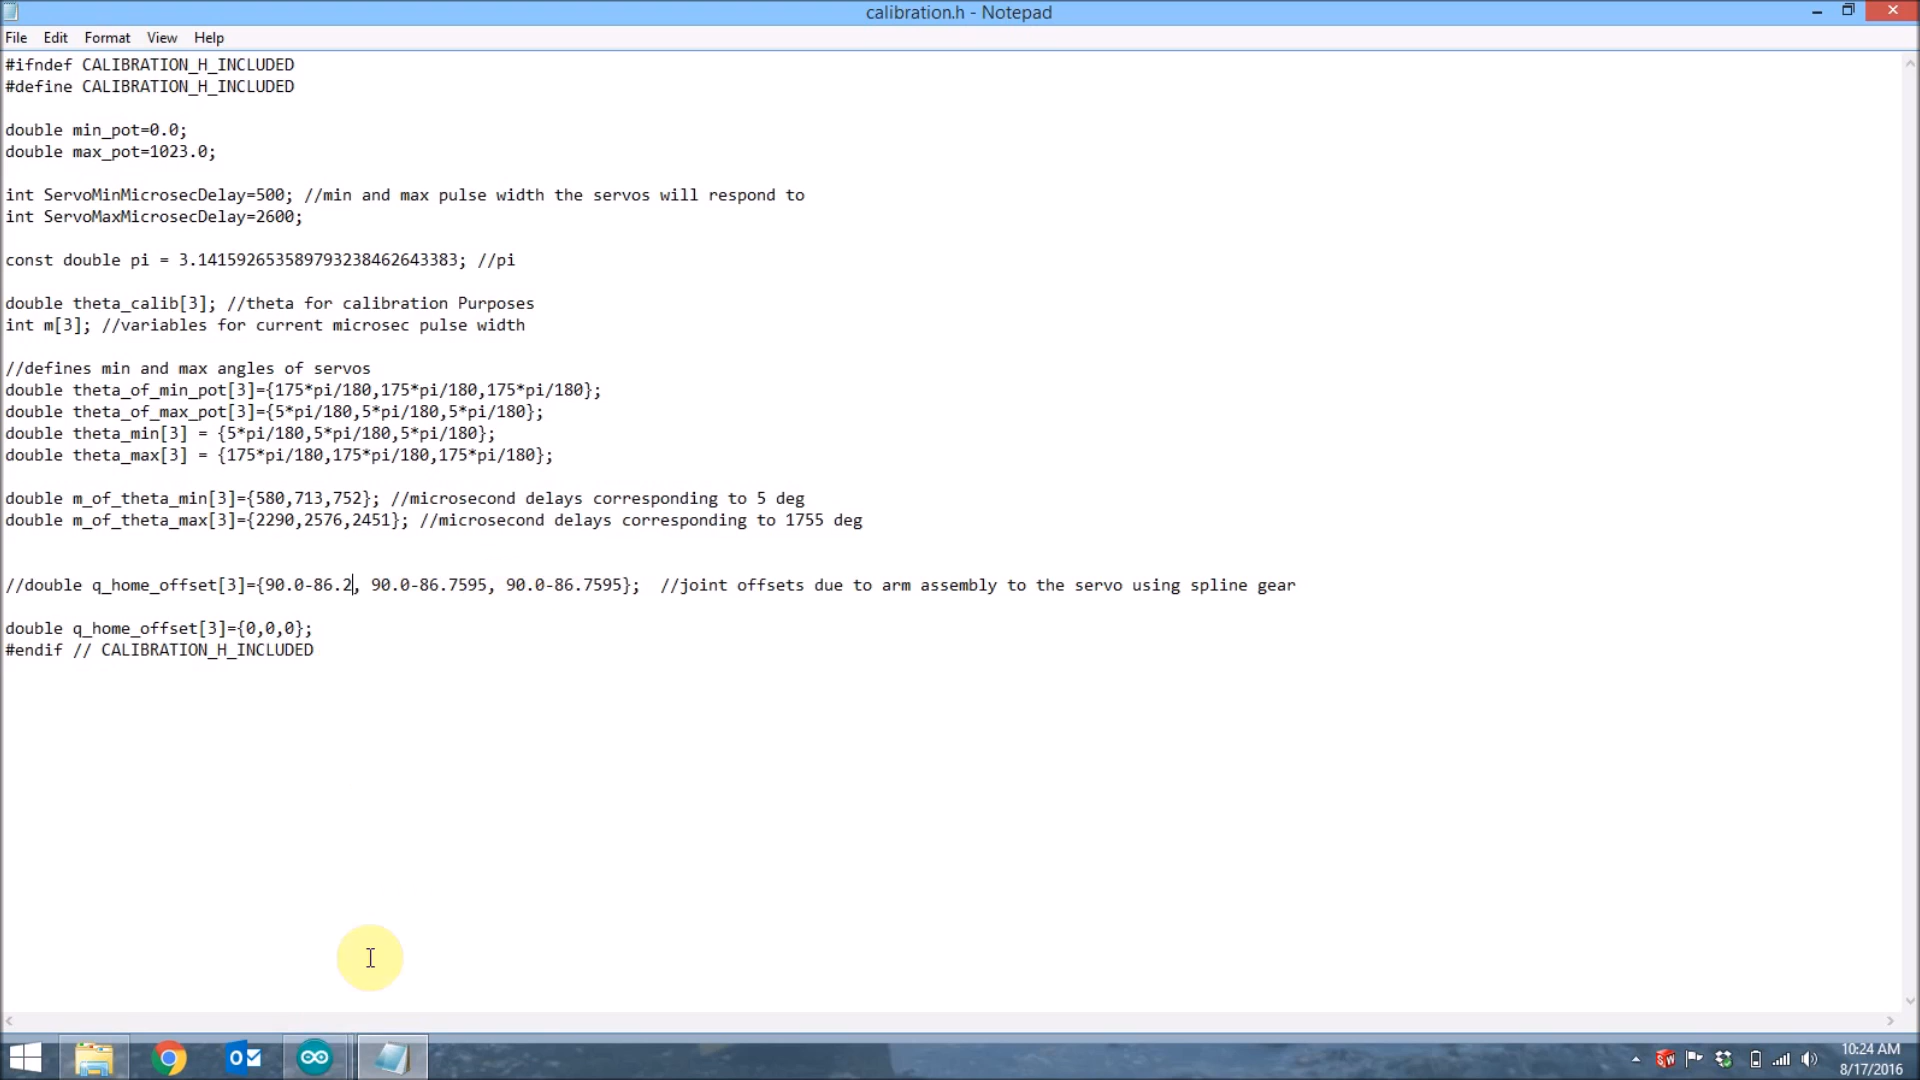 calibration.h - Notepad
File Edit Format View Help
#ifndef CALIBRATION_H_INCLUDED
#define CALIBRATION_H_INCLUDED
double min_pot=0.0;
double max_pot=1023.0;
int ServoMinMicrosecDelay=500; //min and max pulse width the servos will respond to
int ServoMaxMicrosecDelay=2600;
const double pi = 3.141592653589793238462643383; //pi
double theta_calib[3]; //theta for calibration Purposes
int m[3]; //variables for current microsec pulse width
//defines min and max angles of servos
double theta_of_min_pot[3]={175*pi/180,175*pi/180,175*pi/180};
double theta_of_max_pot[3]={5*pi/180,5*pi/180,5*pi/180};
double theta_min[3] = {5*pi/180,5*pi/180,5*pi/180};
double theta_max[3] = {175*pi/180,175*pi/180,175*pi/180};
double m_of_theta_min[3]={580,713,752}; //microsecond delays corresponding to 5 deg
double m_of_theta_max[3]={2290,2576,2451}; //microsecond delays corresponding to 1755 deg
//double q_home_offset[3]={90.0-86.2, 90.0-86.7595, 90.0-86.7595};  //joint offsets due to arm assembly to the servo using spline gear
double q_home_offset[3]={0,0,0};
#endif // CALIBRATION_H_INCLUDED
10:24 AM
8/17/2016